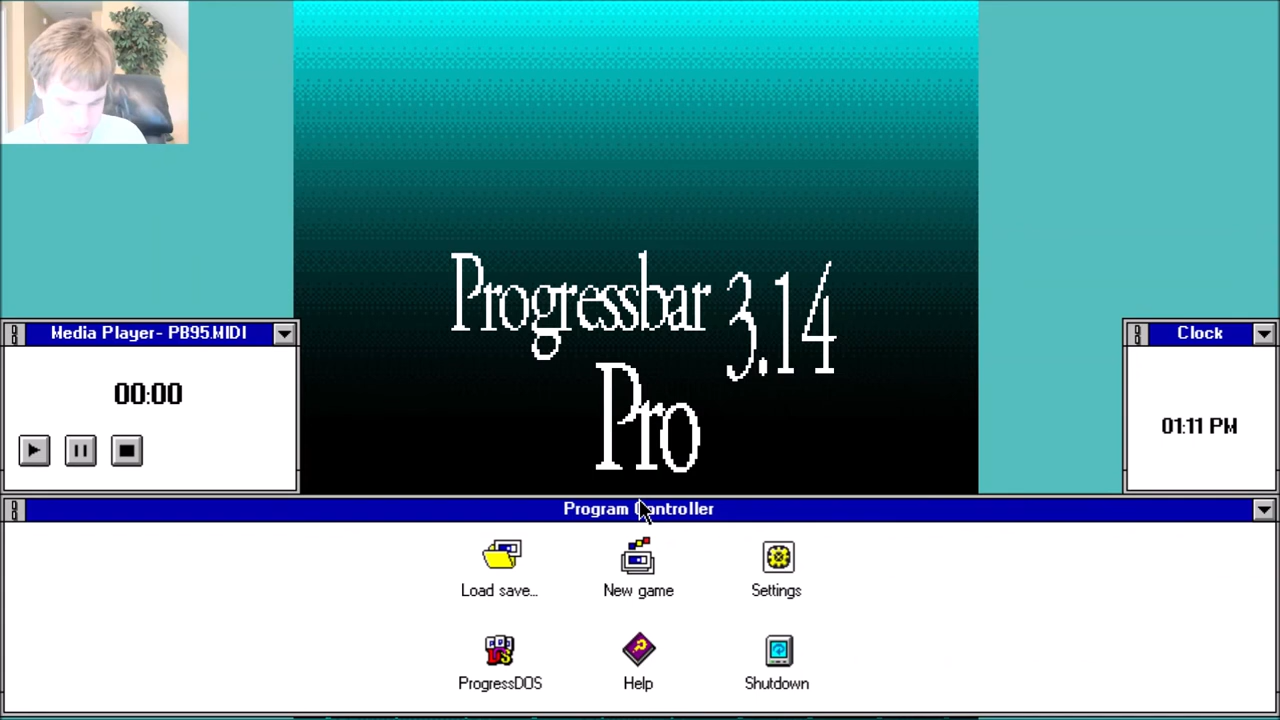 Progressbar 3.14
Pro
Media Player- PB95.MIDI
00:00
Clock
01:11 PM
Program Controller
Load save...
New game
Settings
ProgressDOS
Help
Shutdown